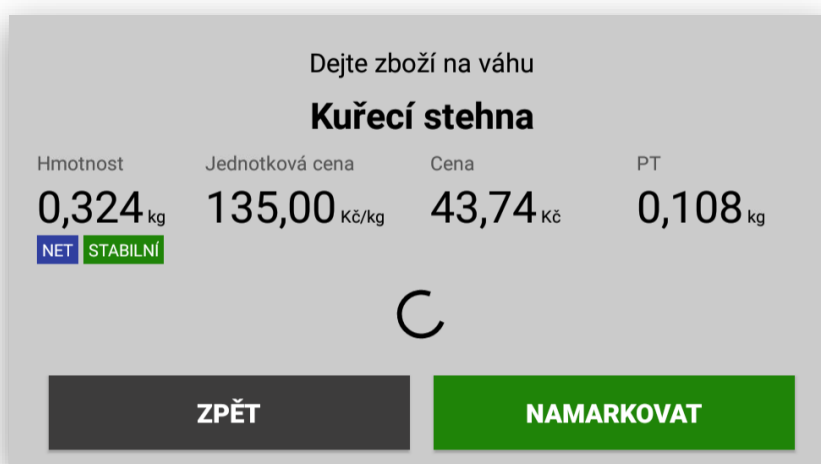 Dejte zboží na váhu
Kuřecí stehna
Hmotnost Jednotková cena Cena PT
0,324 kg 135,00 Kč/kg 43,74 Kč 0,108 kg
NET STABILNÍ
ZPĚT NAMARKOVAT